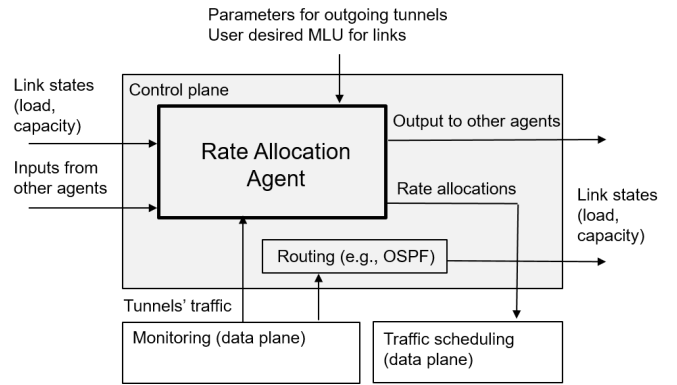 Parameters for outgoing tunnels
User desired MLU for links
Link states
(load,
capacity)
Control plane
Rate Allocation
Agent
Output to other agents
Inputs from
other agents
Rate allocations
Link states
(load,
capacity)
Routing (e.g., OSPF)
Tunnels’ traffic
Monitoring (data plane)
Traffic scheduling
(data plane)